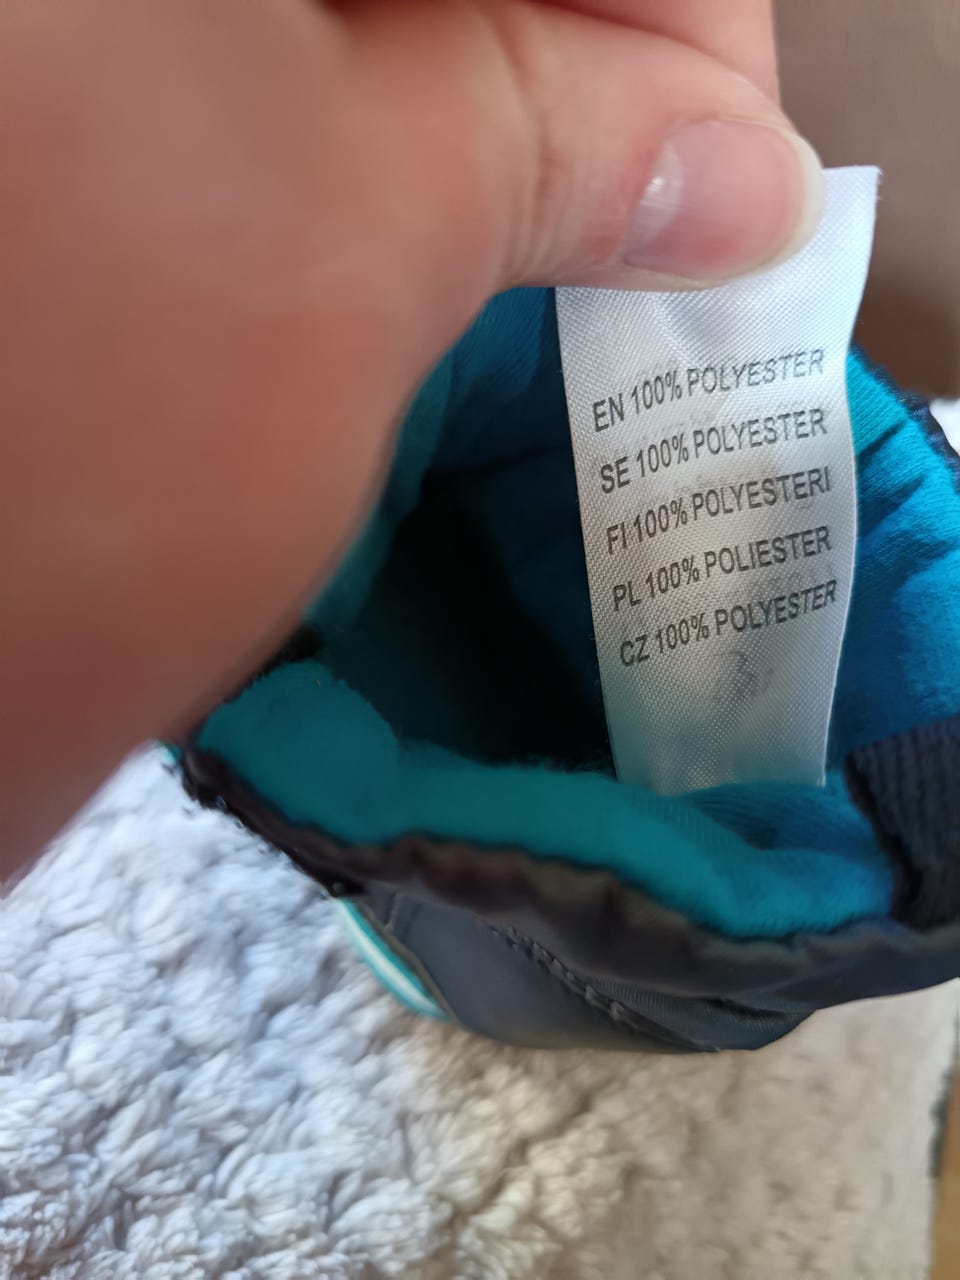 EN 100% POLYESTER
SE 100% POLYESTER
FI 100% POLYESTERI
PL 100% POLIESTER
CZ 100% POLYESTER